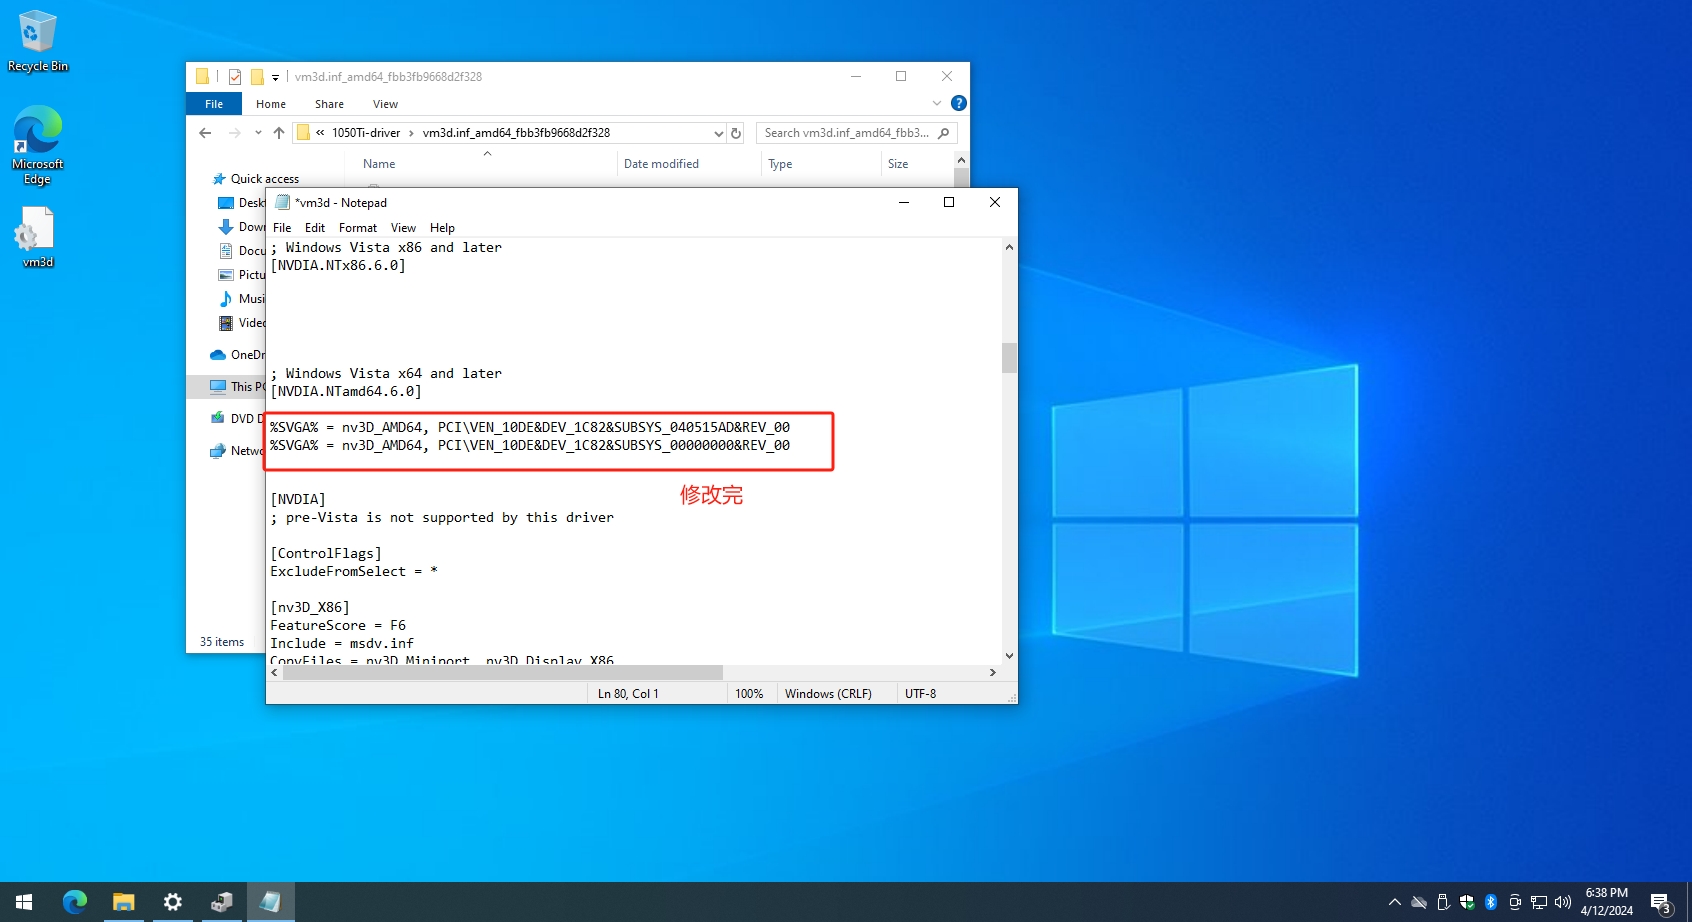 Recycle Bin
Microsoft
Edge
vm3d
vm3d.inf_amd64_fbb3fb9668d2f328
File Home Share View
« 1050Ti-driver › vm3d.inf_amd64_fbb3fb9668d2f328
Search vm3d.inf_amd64_fbb3...
Name Date modified Type Size
Quick access
Deskt
Down
Docu
Pictu
Musi
Videc
OneDr
This PC
DVD D
Netwo
35 items
*vm3d - Notepad
File Edit Format View Help
; Windows Vista x86 and later
[NVDIA.NTx86.6.0]
; Windows Vista x64 and later
[NVDIA.NTamd64.6.0]
%SVGA% = nv3D_AMD64, PCI\VEN_10DE&DEV_1C82&SUBSYS_040515AD&REV_00
%SVGA% = nv3D_AMD64, PCI\VEN_10DE&DEV_1C82&SUBSYS_00000000&REV_00
修改完
[NVDIA]
; pre-Vista is not supported by this driver
[ControlFlags]
ExcludeFromSelect = *
[nv3D_X86]
FeatureScore = F6
Include = msdv.inf
CopyFiles = nv3D_Miniport, nv3D_Display_X86
Ln 80, Col 1 100% Windows (CRLF) UTF-8
6:38 PM
4/12/2024
3